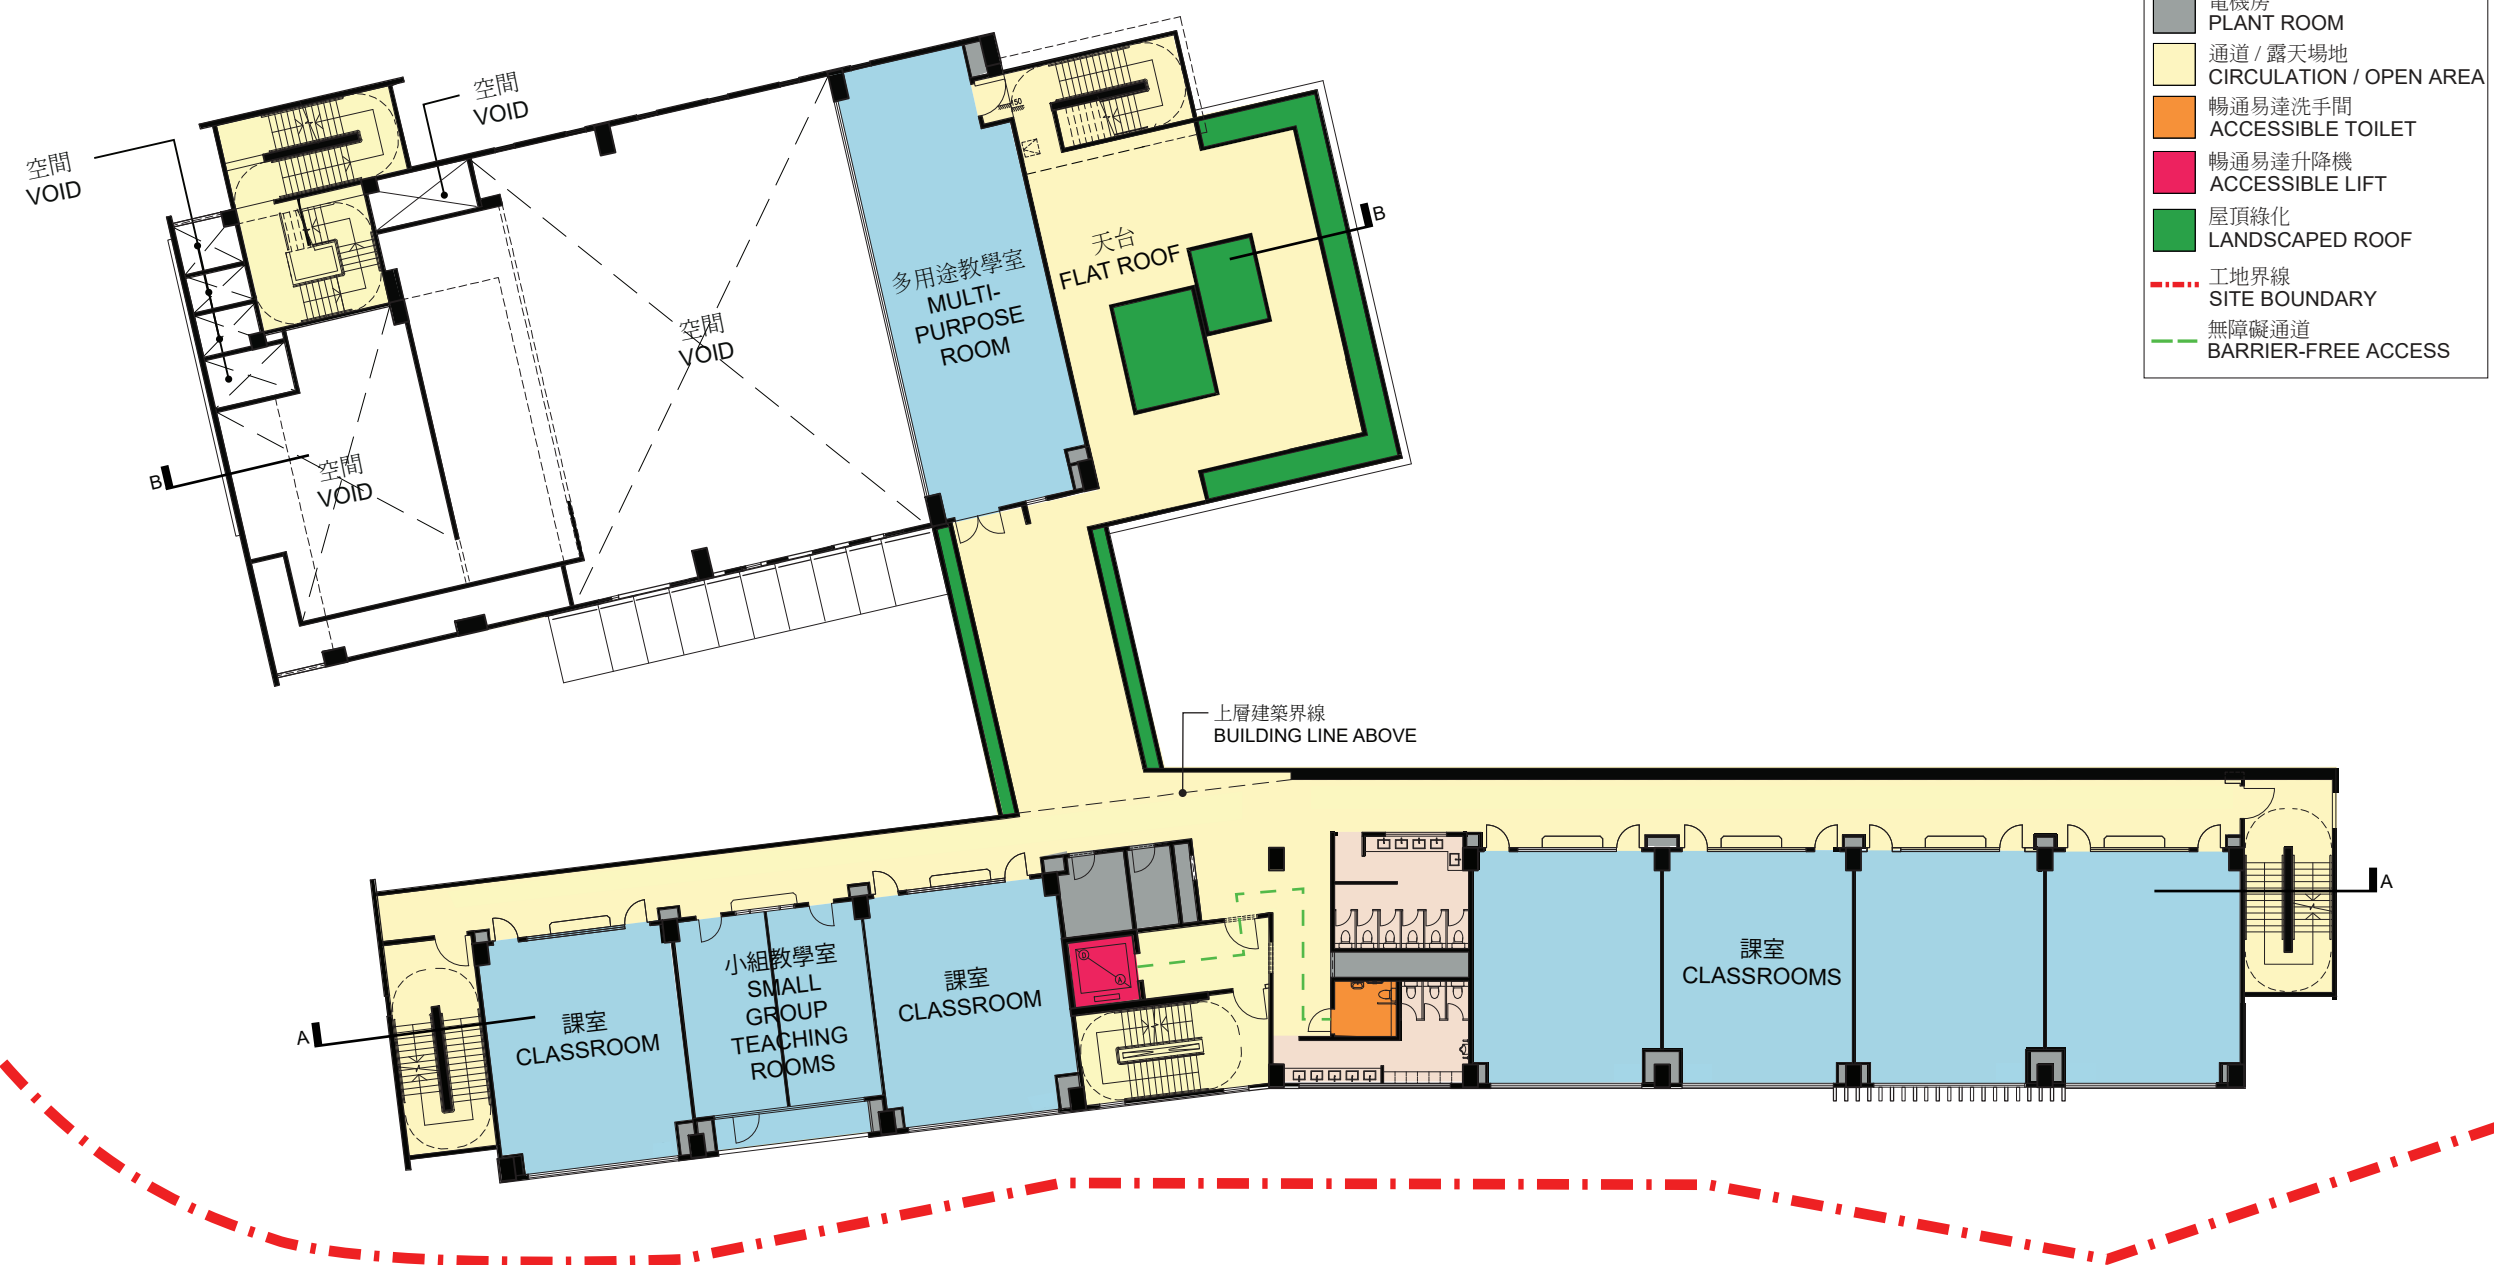 電機房
PLANT ROOM
通道 / 露天場地
CIRCULATION / OPEN AREA
暢通易達洗手間
ACCESSIBLE TOILET
暢通易達升降機
ACCESSIBLE LIFT
屋頂綠化
LANDSCAPED ROOF
工地界線
SITE BOUNDARY
無障礙通道
BARRIER-FREE ACCESS
空間
VOID
空間
VOID
空間
VOID
空間
VOID
多用途教學室
MULTI-
PURPOSE
ROOM
天台
FLAT ROOF
B
B
上層建築界線
BUILDING LINE ABOVE
課室
CLASSROOM
小組教學室
SMALL
GROUP
TEACHING
ROOMS
課室
CLASSROOM
課室
CLASSROOMS
A
A